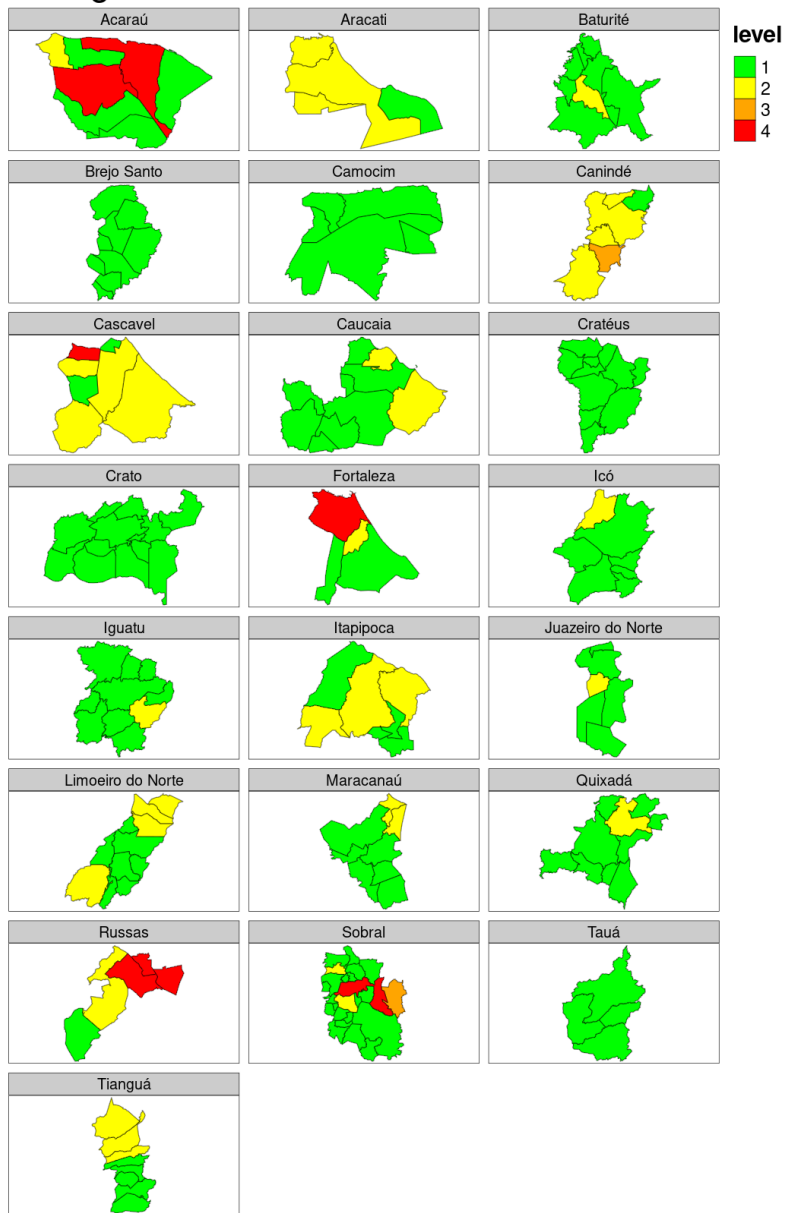 Acaraú
Aracati
Baturité
level
1
2
3
4
Brejo Santo
Camocim
Canindé
Cascavel
Caucaia
Cratéus
Crato
Fortaleza
Icó
Iguatu
Itapipoca
Juazeiro do Norte
Limoeiro do Norte
Maracanaú
Quixadá
Russas
Sobral
Tauá
Tianguá